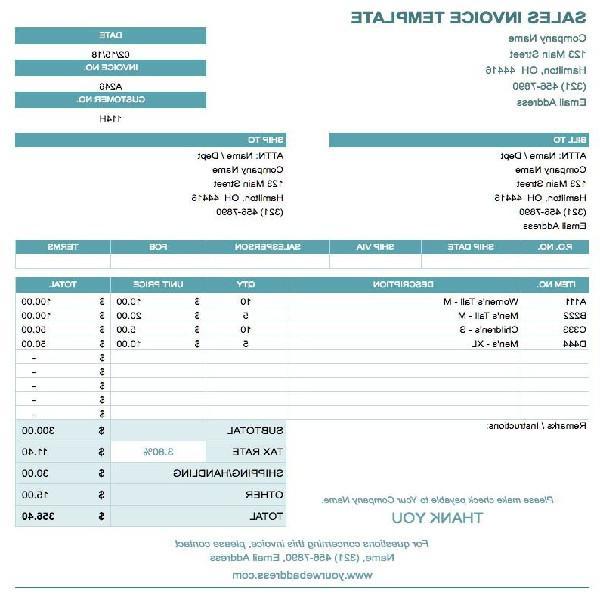 SALES INVOICE TEMPLATE
Company Name
123 Main Street
Hamilton, OH 44416
(321) 456-7890
Email Address
DATE
02/15/18
INVOICE NO.
A246
CUSTOMER NO.
114H
BILL TO
ATTN: Name / Dept
Company Name
123 Main Street
Hamilton, OH 44416
(321) 456-7890
Email Address
SHIP TO
ATTN: Name / Dept
Company Name
123 Main Street
Hamilton, OH 44416
(321) 456-7890
P.O. NO. SHIP DATE SHIP VIA SALESPERSON FOB TERMS
ITEM NO. DESCRIPTION QTY UNIT PRICE TOTAL
A111 Women's Tall - M 10 $ 10.00 $ 100.00
B222 Men's Tall - M 5 $ 20.00 $ 100.00
C333 Children's - S 10 $ 5.00 $ 50.00
D444 Men's - XL 5 $ 10.00 $ 50.00
$ -
$ -
$ -
$ -
$ -
Remarks / Instructions:
SUBTOTAL $ 300.00
TAX RATE 3.80% $ 11.40
SHIPPING/HANDLING $ 30.00
OTHER $ 15.00
TOTAL $ 356.40
Please make check payable to Your Company Name.
THANK YOU
For questions concerning this invoice, please contact
Name, (321) 456-7890, Email Address
www.yourwebaddress.com